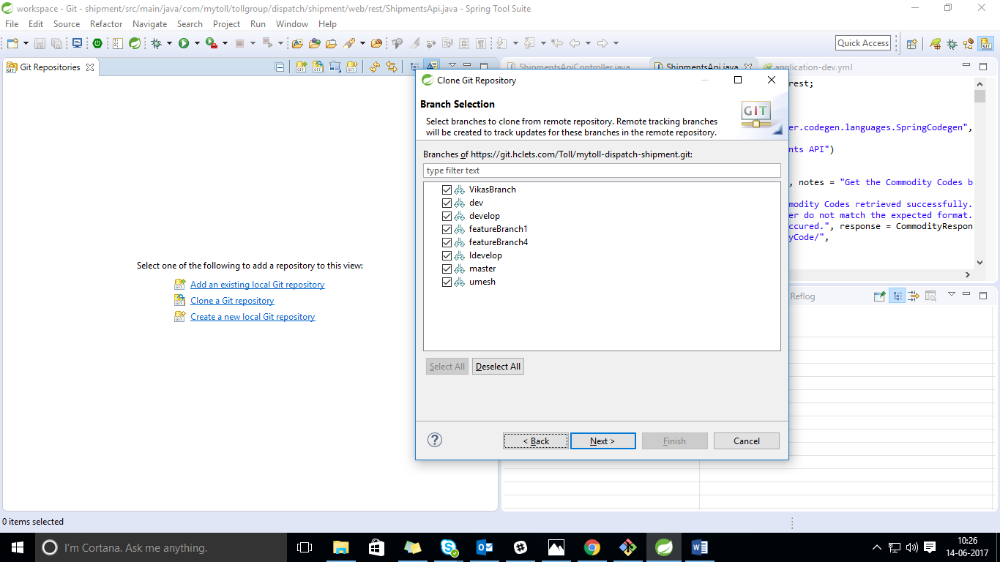 workspace - Git - shipment/src/main/java/com/mytoll/tollgroup/dispatch/shipment/web/rest/ShipmentsApi.java - Spring Tool Suite
File Edit Source Refactor Navigate Search Project Run Window Help
Quick Access
Git Repositories
ShipmentsApiController.java ShipmentsApi.java application-dev.yml
Clone Git Repository
rest;
Branch Selection
Select branches to clone from remote repository. Remote tracking branches
will be created to track updates for these branches in the remote repository.
GIT
er.codegen.languages.SpringCodegen",
nts API")
Branches of https://git.hclets.com/Toll/mytoll-dispatch-shipment.git:
type filter text
, notes = "Get the Commodity Codes b
modity Codes retrieved successfully.
er do not match the expected format.
ccured.", response = CommodityRespon
yCode/",
VikasBranch
dev
develop
featureBranch1
featureBranch4
ldevelop
master
umesh
Select one of the following to add a repository to this view:
Add an existing local Git repository
Clone a Git repository
Create a new local Git repository
Reflog
Select All Deselect All
< Back Next > Finish Cancel
0 items selected
I'm Cortana. Ask me anything.
10:26
14-06-2017